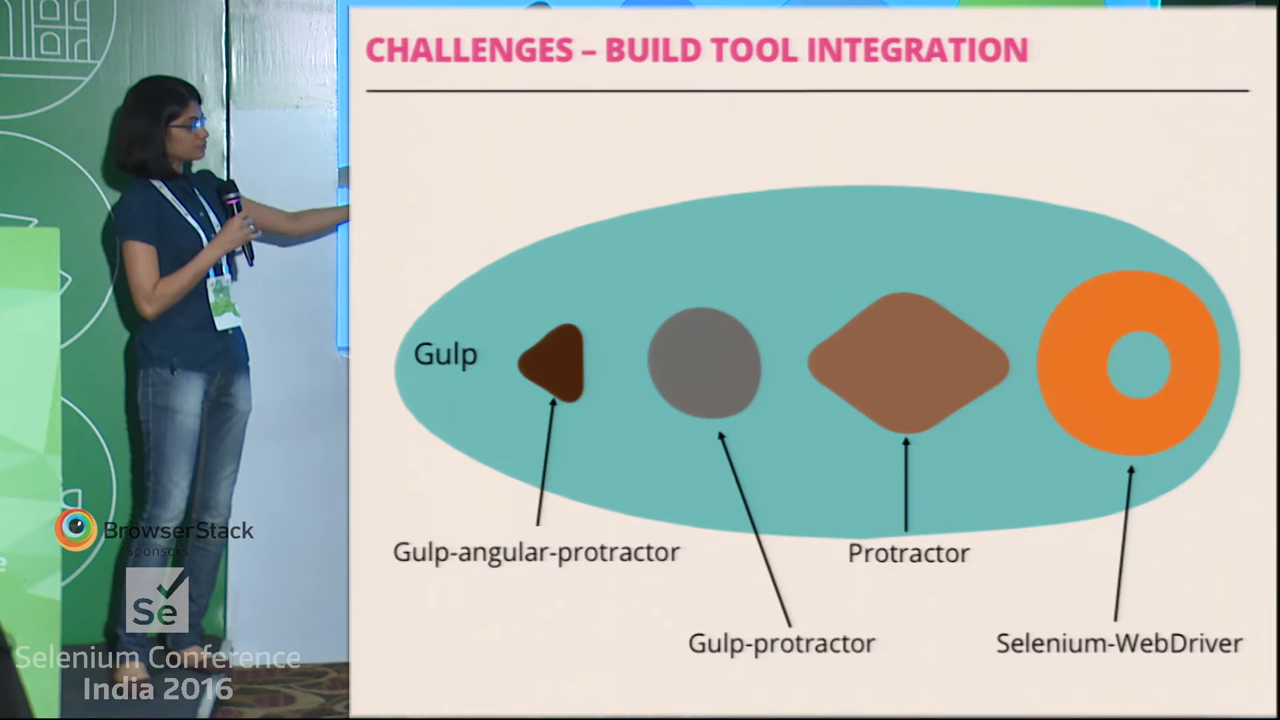 CHALLENGES – BUILD TOOL INTEGRATION
Gulp
Gulp-angular-protractor
Protractor
Gulp-protractor
Selenium-WebDriver
BrowserStack
Sponsors
Se
Selenium Conference
India 2016